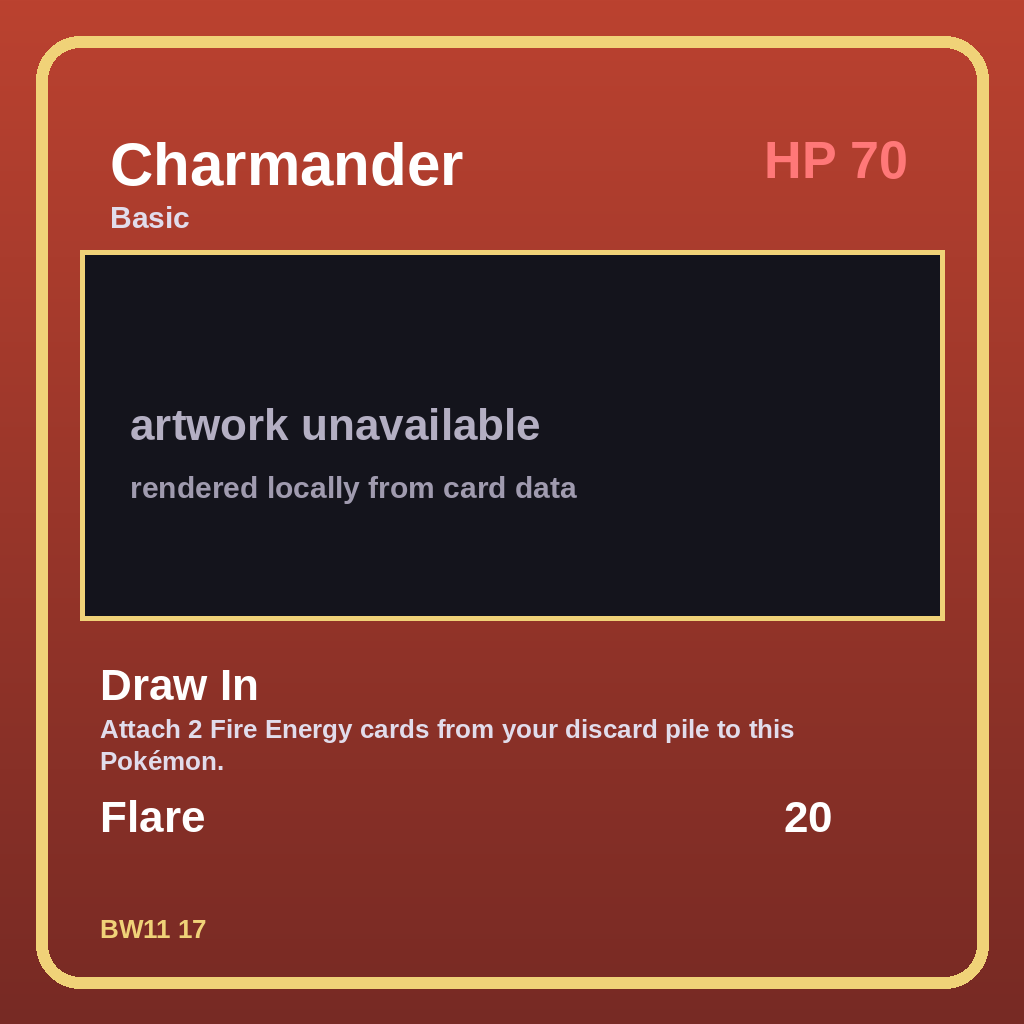 Charmander
HP 70
Basic
artwork unavailable
rendered locally from card data
Draw In
Attach 2 Fire Energy cards from your discard pile to this
Pokémon.
Flare
20
BW11 17